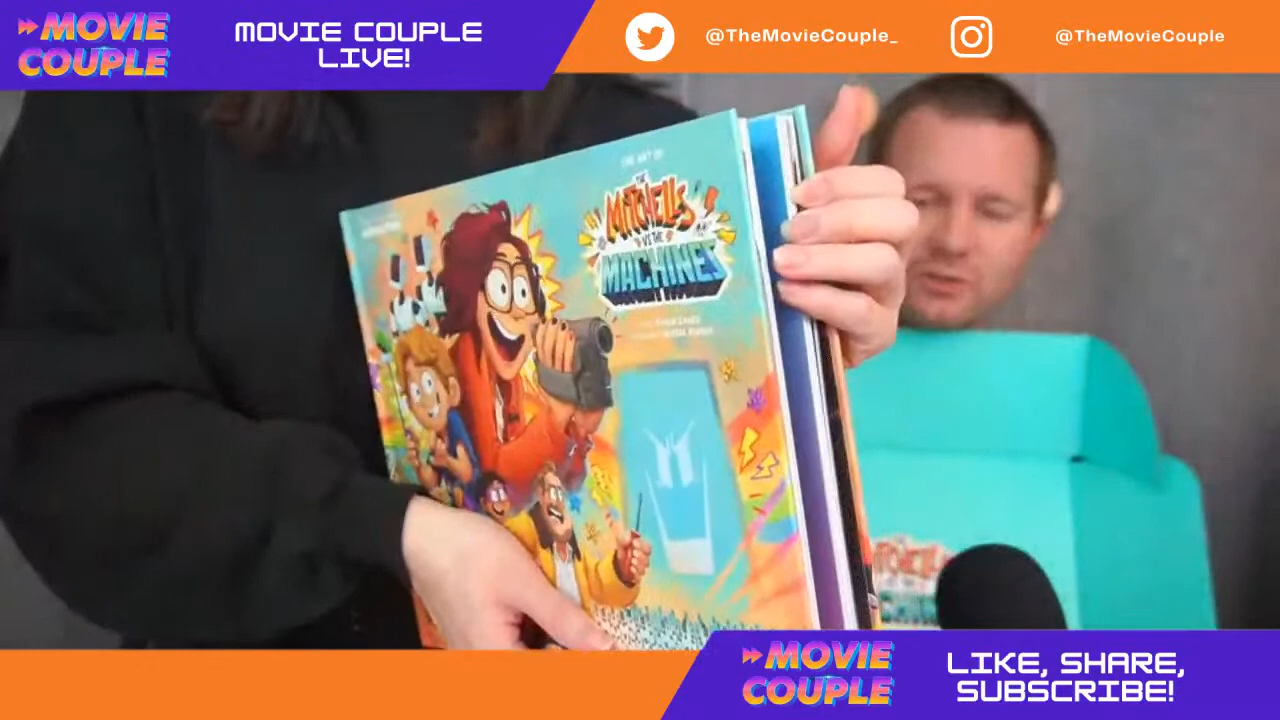 MOVIE
COUPLE
MOVIE COUPLE
LIVE!
@TheMovieCouple_
@TheMovieCouple
THE ART OF
THE
MITCHELLS
VS THE
MACHINES
MOVIE
COUPLE
LIKE, SHARE,
SUBSCRIBE!